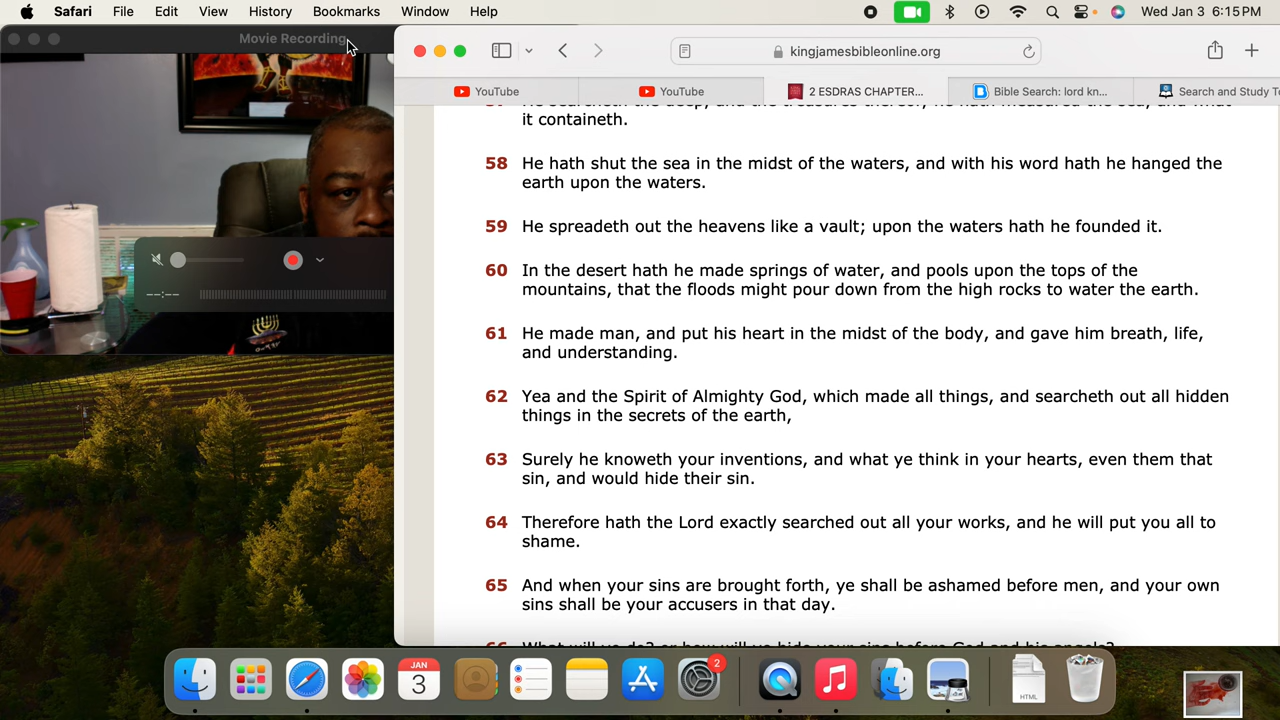 Safari File Edit View History Bookmarks Window Help Wed Jan 3 6:15 PM
Movie Recording
kingjamesbibleonline.org
YouTube YouTube 2 ESDRAS CHAPTER... Bible Search: lord kn... Search and Study To
it containeth.
58 He hath shut the sea in the midst of the waters, and with his word hath he hanged the
earth upon the waters.
59 He spreadeth out the heavens like a vault; upon the waters hath he founded it.
60 In the desert hath he made springs of water, and pools upon the tops of the
mountains, that the floods might pour down from the high rocks to water the earth.
61 He made man, and put his heart in the midst of the body, and gave him breath, life,
and understanding.
62 Yea and the Spirit of Almighty God, which made all things, and searcheth out all hidden
things in the secrets of the earth,
63 Surely he knoweth your inventions, and what ye think in your hearts, even them that
sin, and would hide their sin.
64 Therefore hath the Lord exactly searched out all your works, and he will put you all to
shame.
65 And when your sins are brought forth, ye shall be ashamed before men, and your own
sins shall be your accusers in that day.
--:--
JAN
3
2
HTML